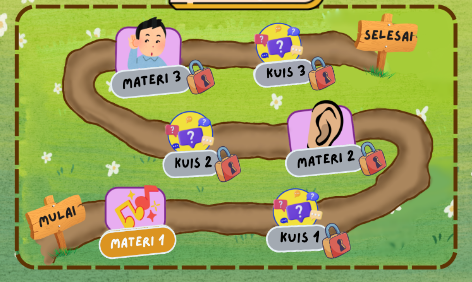 SELESAI
MATERI 3
KUIS 3
KUIS 2
MATERI 2
MULAI
MATERI 1
KUIS 1